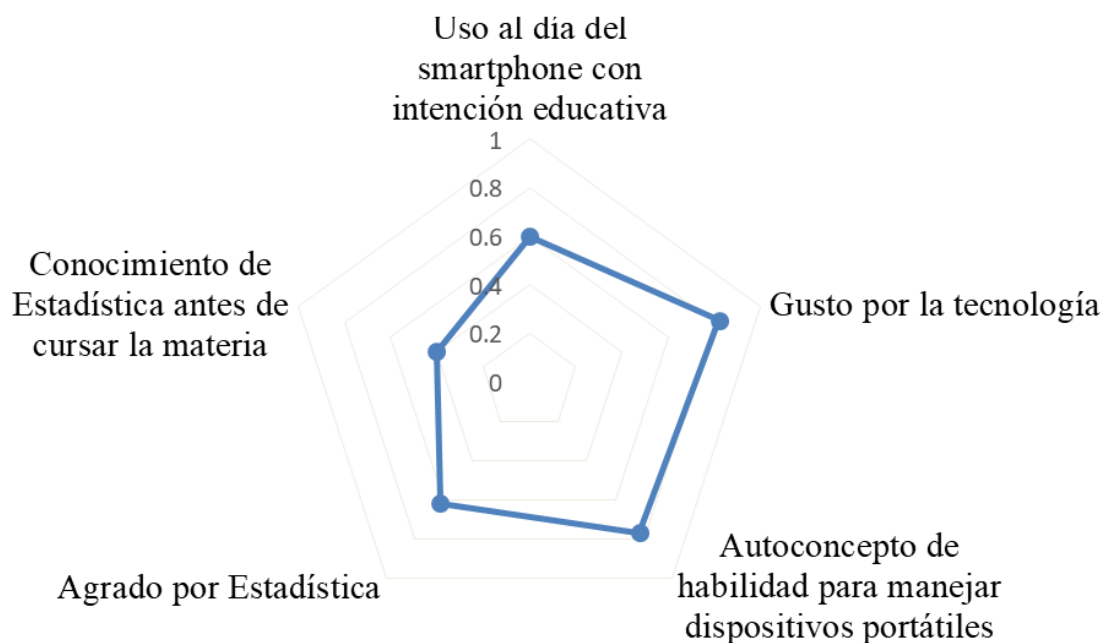 Uso al día del
smartphone con
intención educativa
1
0.8
0.6
0.4
0.2
0
Conocimiento de
Estadística antes de
cursar la materia
Gusto por la tecnología
Agrado por Estadística
Autoconcepto de
habilidad para manejar
dispositivos portátiles